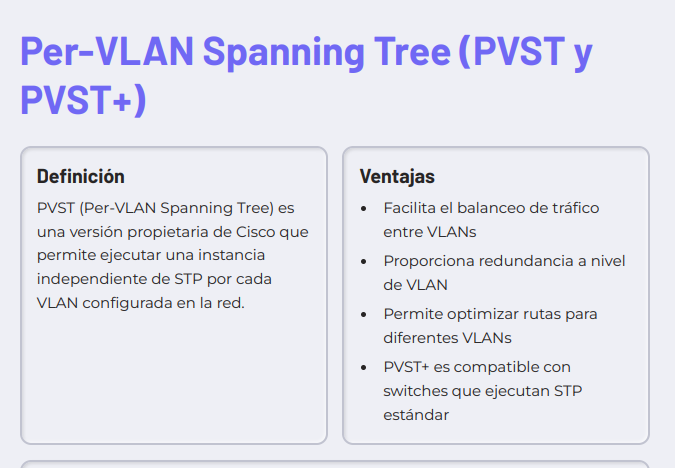 Per-VLAN Spanning Tree (PVST y
PVST+)
Definición
PVST (Per-VLAN Spanning Tree) es
una versión propietaria de Cisco que
permite ejecutar una instancia
independiente de STP por cada
VLAN configurada en la red.
Ventajas
• Facilita el balanceo de tráfico
entre VLANs
• Proporciona redundancia a nivel
de VLAN
• Permite optimizar rutas para
diferentes VLANs
• PVST+ es compatible con
switches que ejecutan STP
estándar